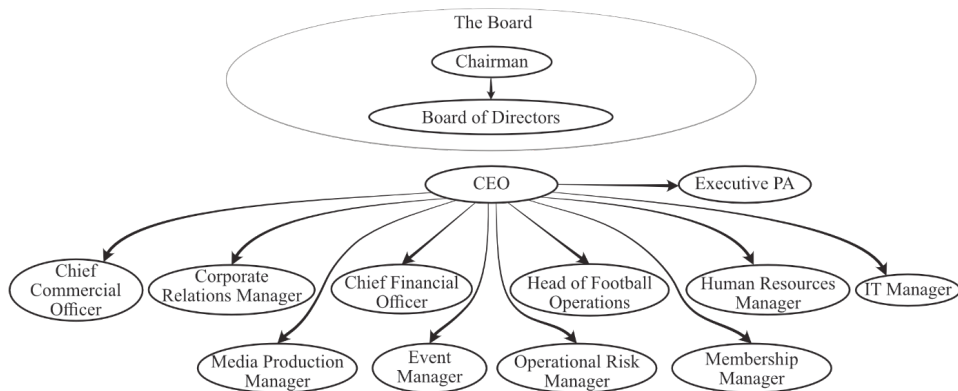 The Board
Chairman
Board of Directors
CEO
Executive PA
Chief
Commercial
Officer
Corporate
Relations Manager
Chief Financial
Officer
Head of Football
Operations
Human Resources
Manager
IT Manager
Media Production
Manager
Event
Manager
Operational Risk
Manager
Membership
Manager